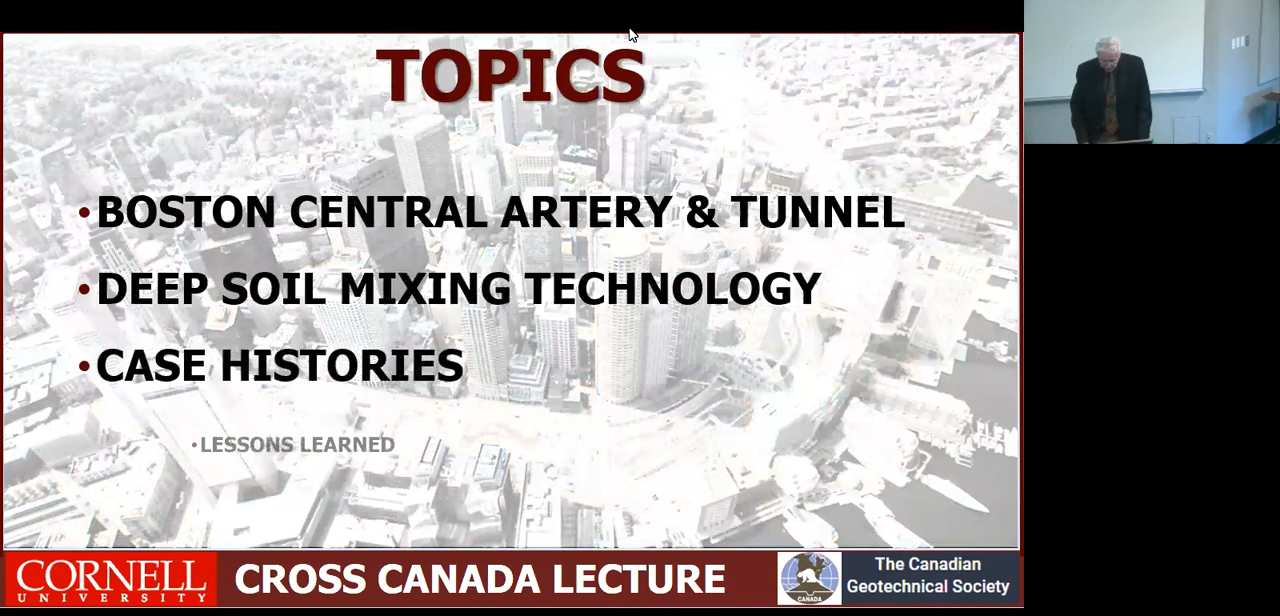 TOPICS
•BOSTON CENTRAL ARTERY & TUNNEL
•DEEP SOIL MIXING TECHNOLOGY
•CASE HISTORIES
•LESSONS LEARNED
CORNELL
UNIVERSITY
CROSS CANADA LECTURE
CANADA
The Canadian
Geotechnical Society